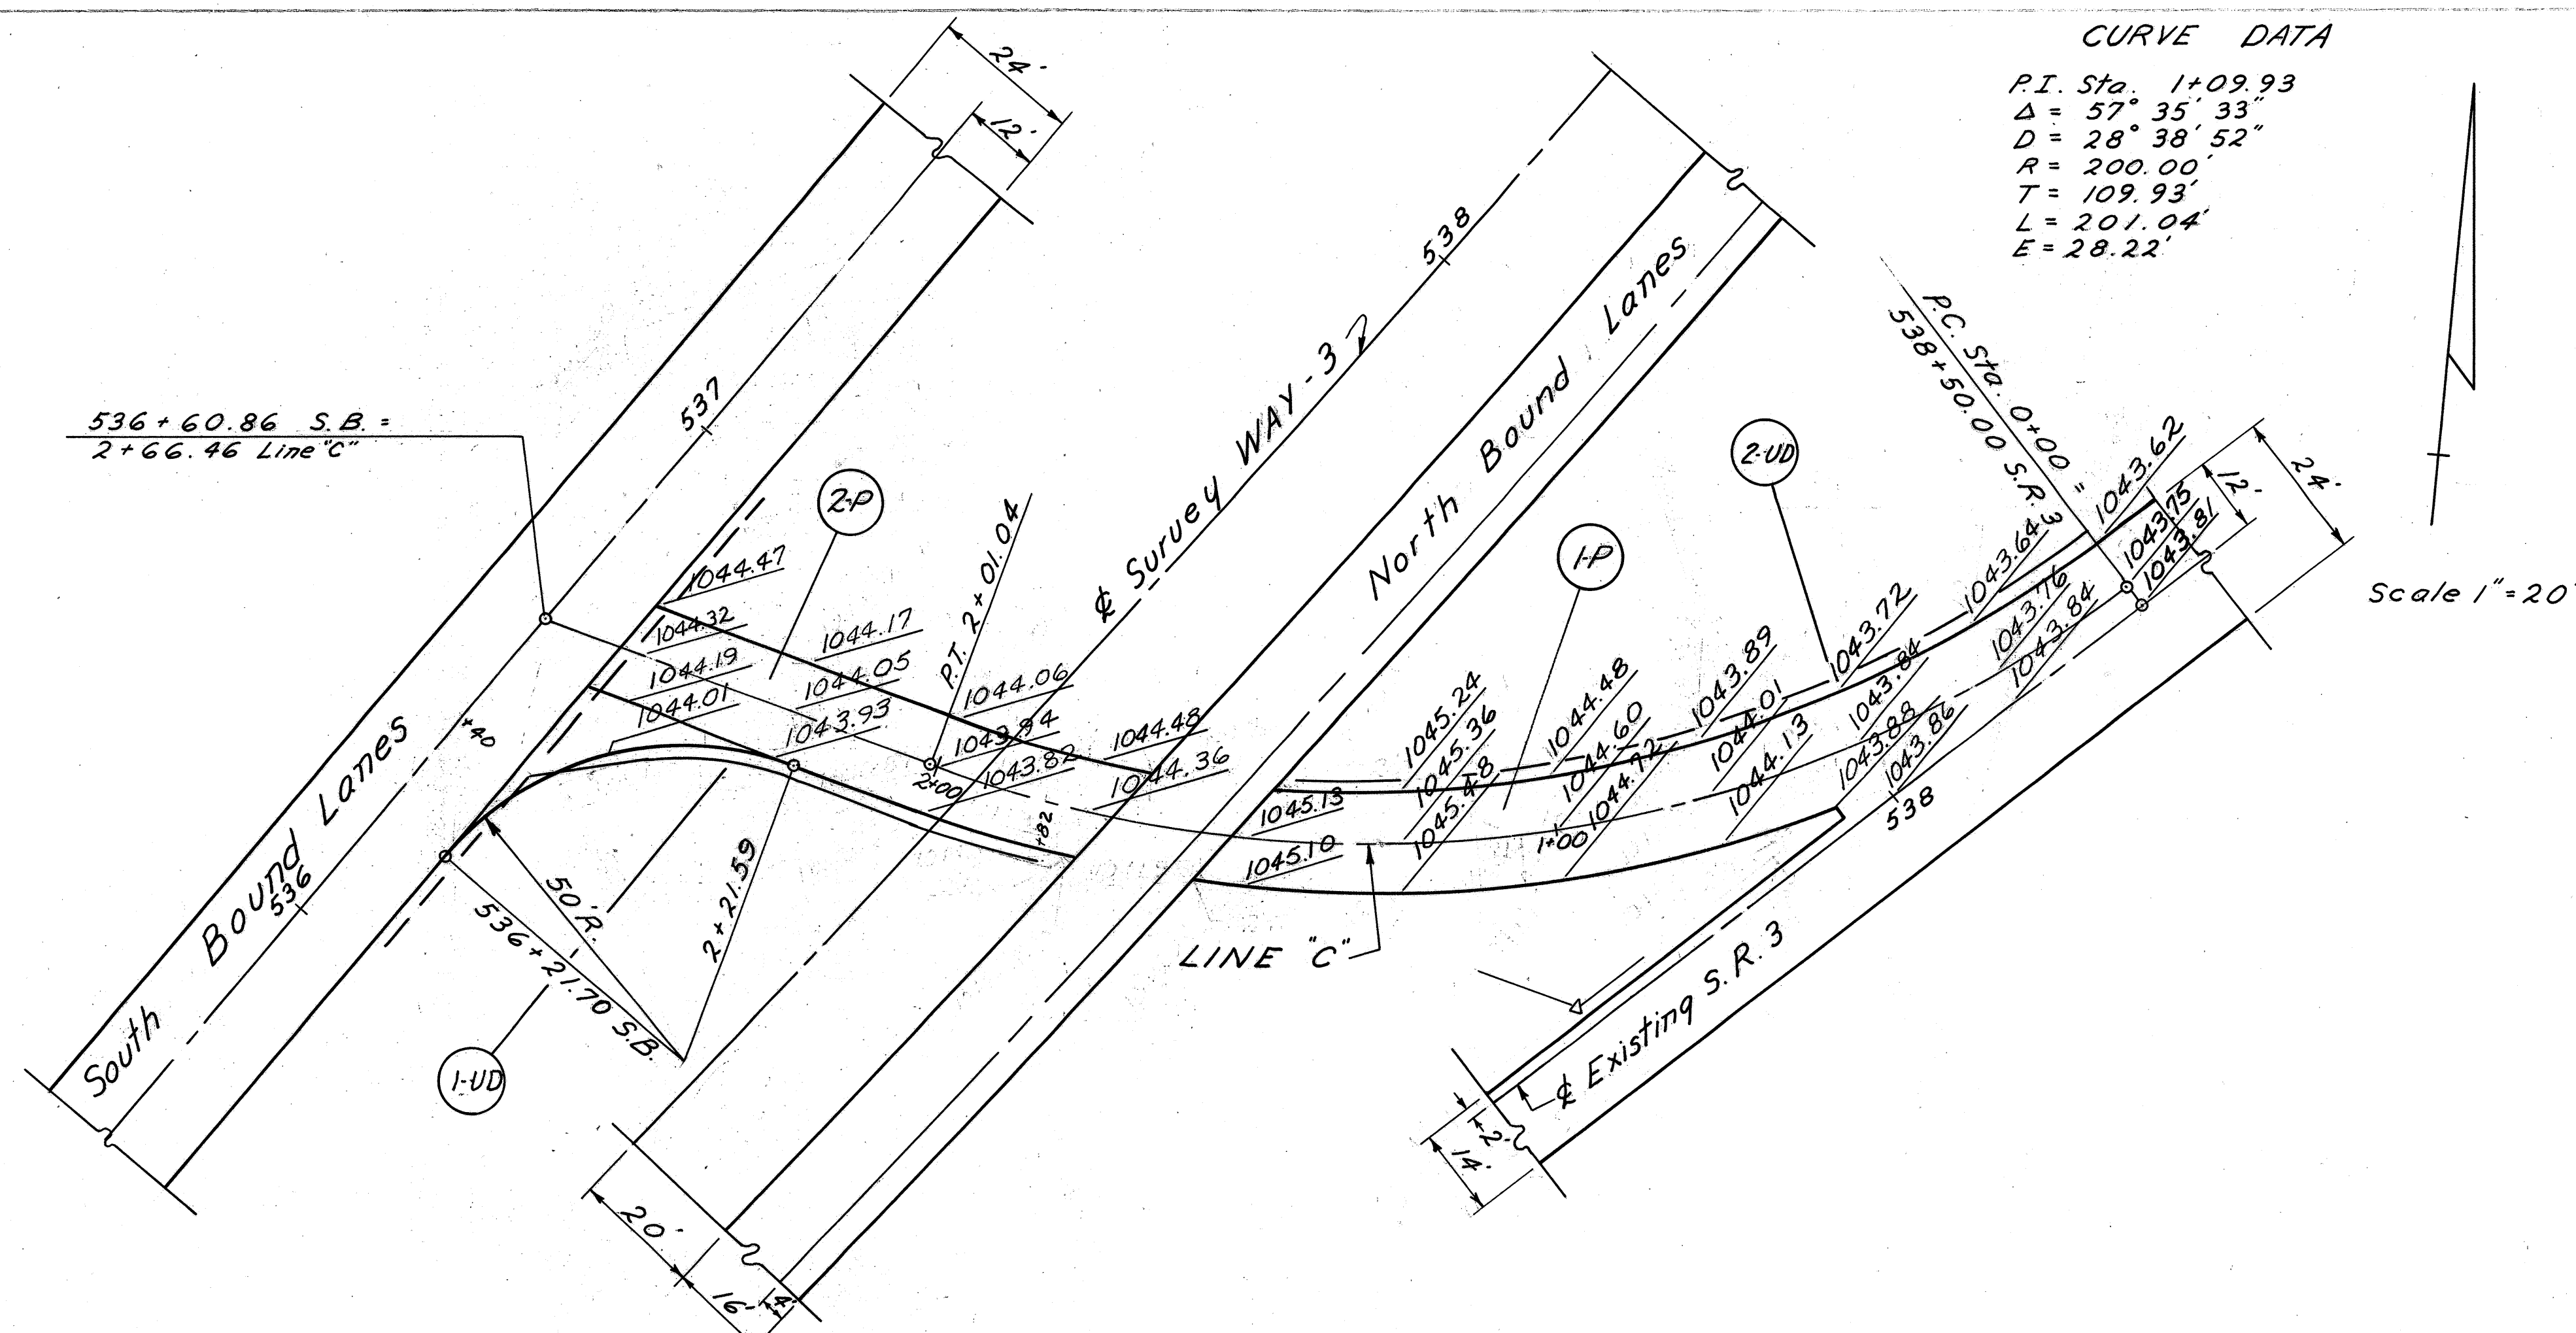 CURVE DATA
P.I. Sta. 1+09.93
Δ = 57° 35' 33"
D = 28° 38' 52"
R = 200.00'
T = 109.93'
L = 201.04'
E = 28.22'
Scale 1" = 20'
24'
12'
537
536 + 60.86 S.B. =
2 + 66.46 Line "C"
South Bound Lanes
536
+40
2-P
1044.47
1044.32
1044.19
1044.01
1044.17
1044.05
1043.93
P.T. 2+01.04
1044.06
1043.94
1043.82
1044.48
1044.36
2+00
+82
538
℄ Survey WAY-3
North Bound Lanes
50'R.
536+21.70 S.B.
2+21.59
1-UD
20'
16'
4'
1-P
2-UD
1045.13
1045.10
1045.24
1045.36
1045.48
1044.48
1044.60
1044.72
1+00
1043.89
1044.01
1044.13
1043.72
1043.84
1043.88
1043.86
1043.64
1043.76
1043.84
1043.62
1043.75
1043.81
P.C. Sta. 0+00 =
538+50.00 S.R. 3
12'
24'
LINE "C"
538
℄ Existing S.R. 3
2'
14'